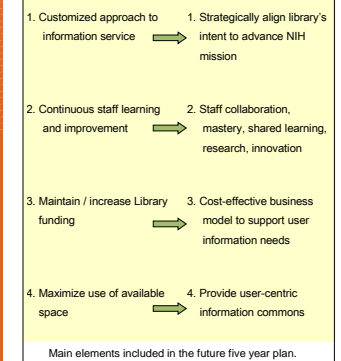 1. Customized approach to
information service
1. Strategically align library's
intent to advance NIH
mission
2. Continuous staff learning
and improvement
2. Staff collaboration,
mastery, shared learning,
research, innovation
3. Maintain / increase Library
funding
3. Cost-effective business
model to support user
information needs
4. Maximize use of available
space
4. Provide user-centric
information commons
Main elements included in the future five year plan.